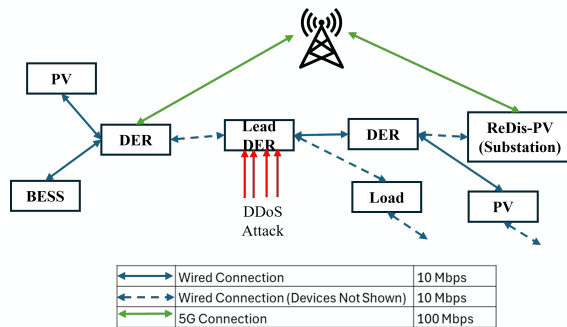 PV
DER
BESS
Lead
DER
DER
ReDis-PV
(Substation)
Load
PV
DDoS
Attack
Wired Connection 10 Mbps
Wired Connection (Devices Not Shown) 10 Mbps
5G Connection 100 Mbps